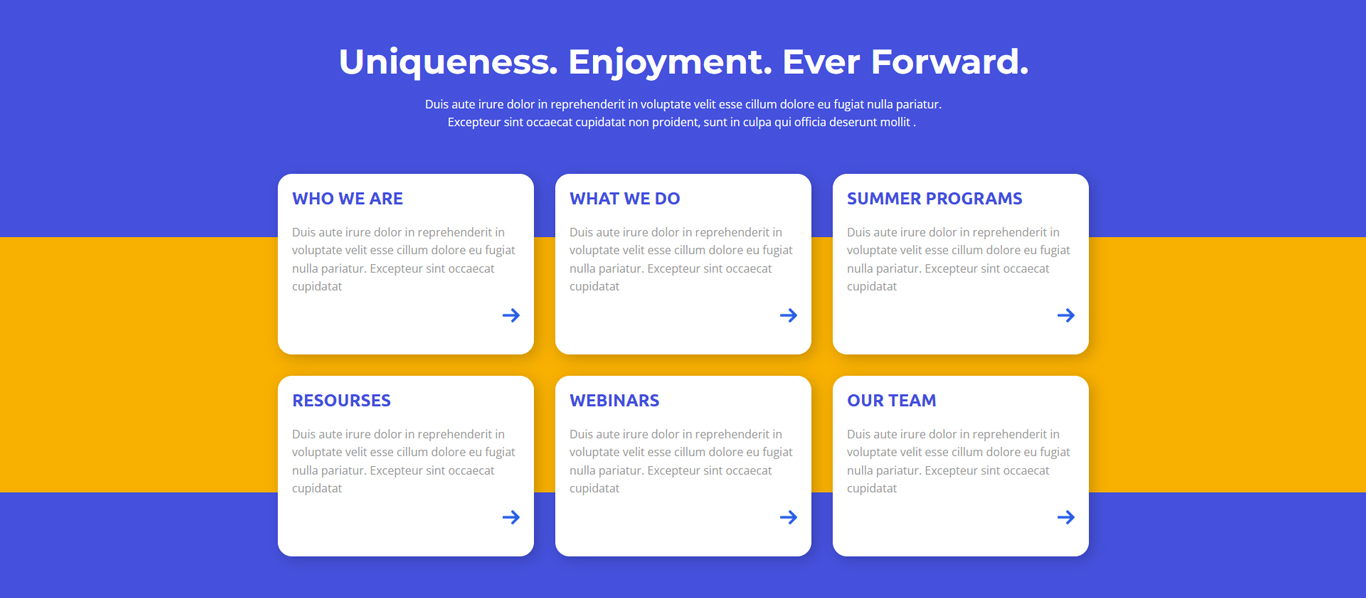 Uniqueness. Enjoyment. Ever Forward.
Duis aute irure dolor in reprehenderit in voluptate velit esse cillum dolore eu fugiat nulla pariatur.
Excepteur sint occaecat cupidatat non proident, sunt in culpa qui officia deserunt mollit .
WHO WE ARE
Duis aute irure dolor in reprehenderit in
voluptate velit esse cillum dolore eu fugiat
nulla pariatur. Excepteur sint occaecat
cupidatat
WHAT WE DO
Duis aute irure dolor in reprehenderit in
voluptate velit esse cillum dolore eu fugiat
nulla pariatur. Excepteur sint occaecat
cupidatat
SUMMER PROGRAMS
Duis aute irure dolor in reprehenderit in
voluptate velit esse cillum dolore eu fugiat
nulla pariatur. Excepteur sint occaecat
cupidatat
RESOURSES
Duis aute irure dolor in reprehenderit in
voluptate velit esse cillum dolore eu fugiat
nulla pariatur. Excepteur sint occaecat
cupidatat
WEBINARS
Duis aute irure dolor in reprehenderit in
voluptate velit esse cillum dolore eu fugiat
nulla pariatur. Excepteur sint occaecat
cupidatat
OUR TEAM
Duis aute irure dolor in reprehenderit in
voluptate velit esse cillum dolore eu fugiat
nulla pariatur. Excepteur sint occaecat
cupidatat